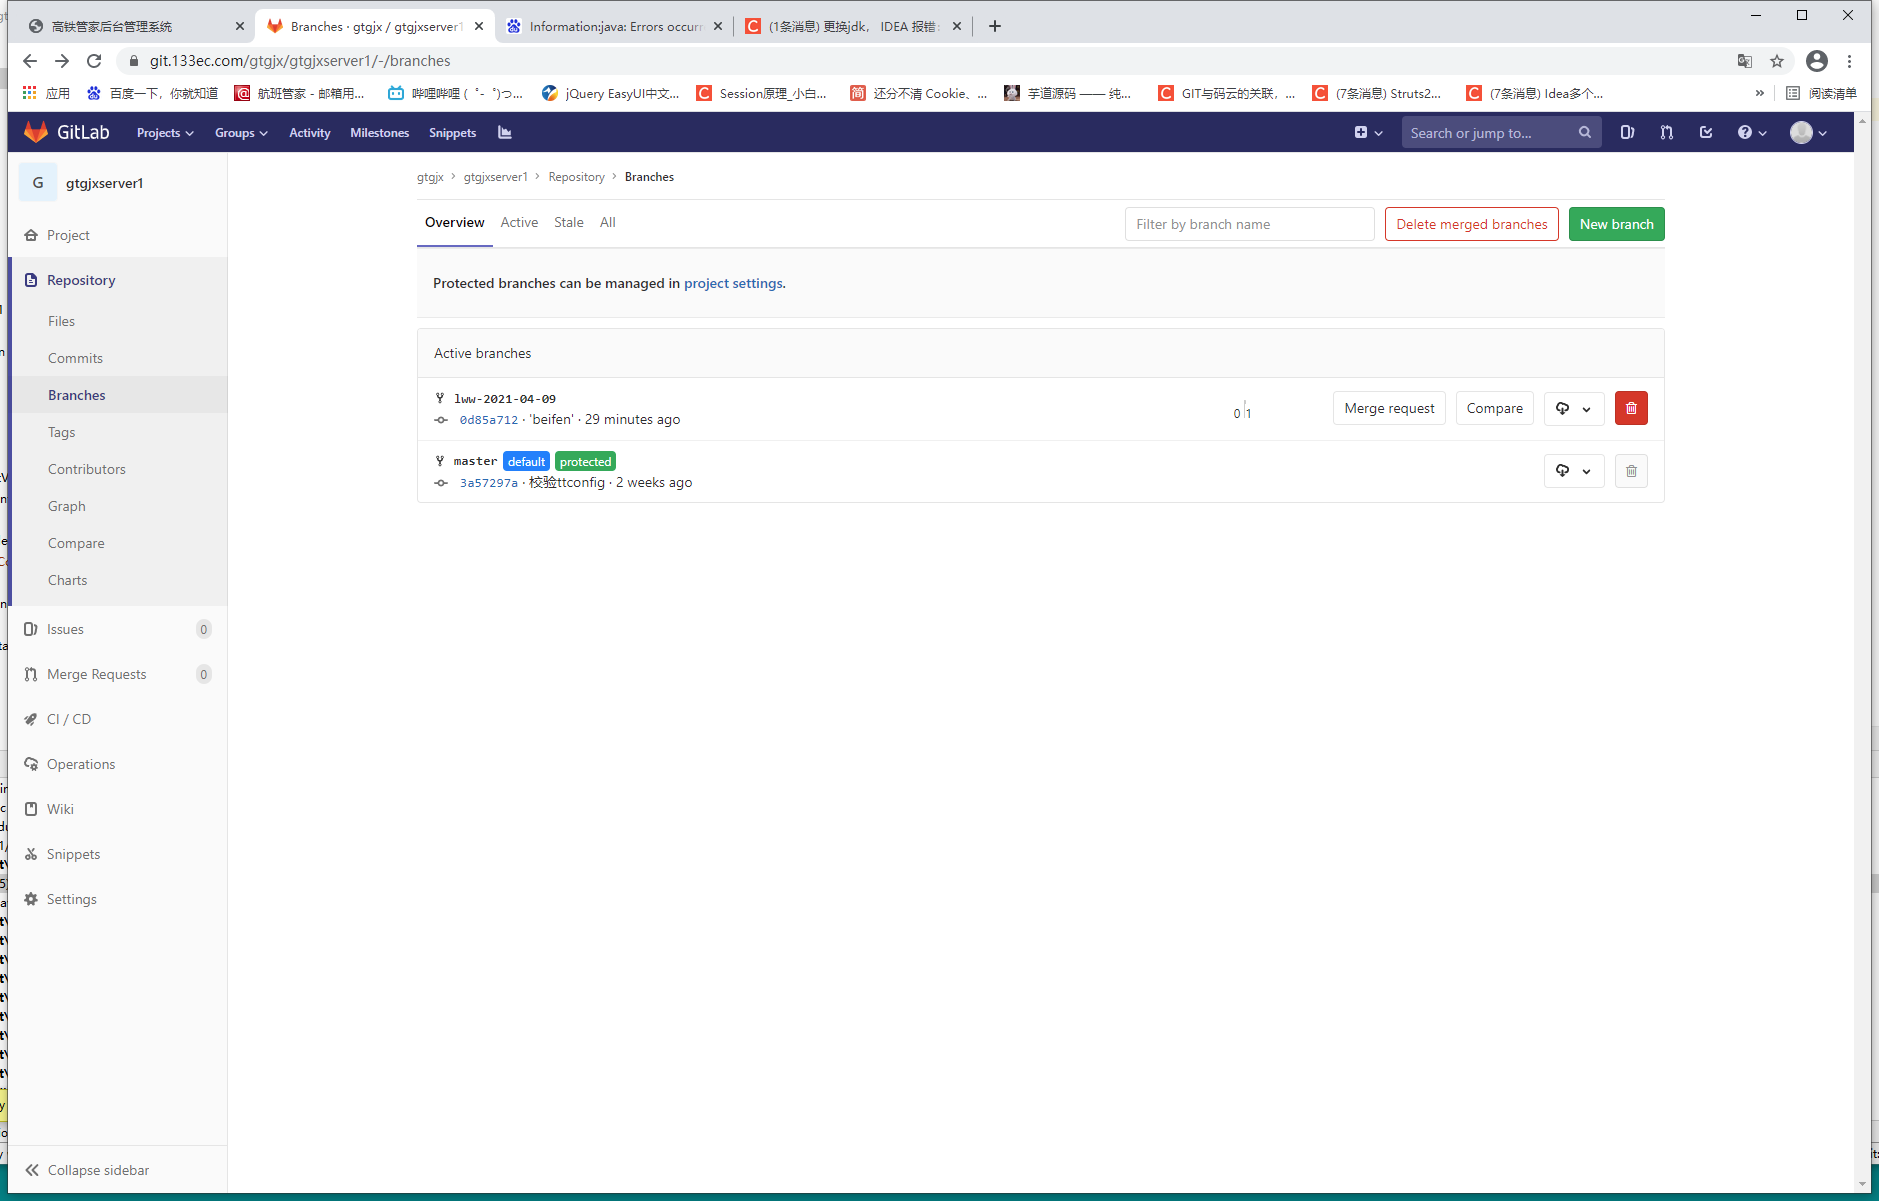 高铁管家后台管理系统
Branches · gtgjx / gtgjxserver1
Information:java: Errors occurr
(1条消息) 更换jdk， IDEA 报错:
git.133ec.com/gtgjx/gtgjxserver1/-/branches
应用
百度一下，你就知道
航班管家 - 邮箱用...
哔哩哔哩 ( ゜- ゜)つ...
jQuery EasyUI中文...
Session原理_小白...
还分不清 Cookie、...
芋道源码 —— 纯...
GIT与码云的关联，...
(7条消息) Struts2...
(7条消息) Idea多个...
»
阅读清单
GitLab
Projects
Groups
Activity
Milestones
Snippets
Search or jump to...
G
gtgjxserver1
Project
Repository
Files
Commits
Branches
Tags
Contributors
Graph
Compare
Charts
Issues
0
Merge Requests
0
CI / CD
Operations
Wiki
Snippets
Settings
Collapse sidebar
gtgjx › gtgjxserver1 › Repository › Branches
Overview
Active
Stale
All
Filter by branch name
Delete merged branches
New branch
Protected branches can be managed in project settings.
Active branches
lww-2021-04-09
0d85a712 · 'beifen' · 29 minutes ago
0
1
Merge request
Compare
master default protected
3a57297a · 校验ttconfig · 2 weeks ago